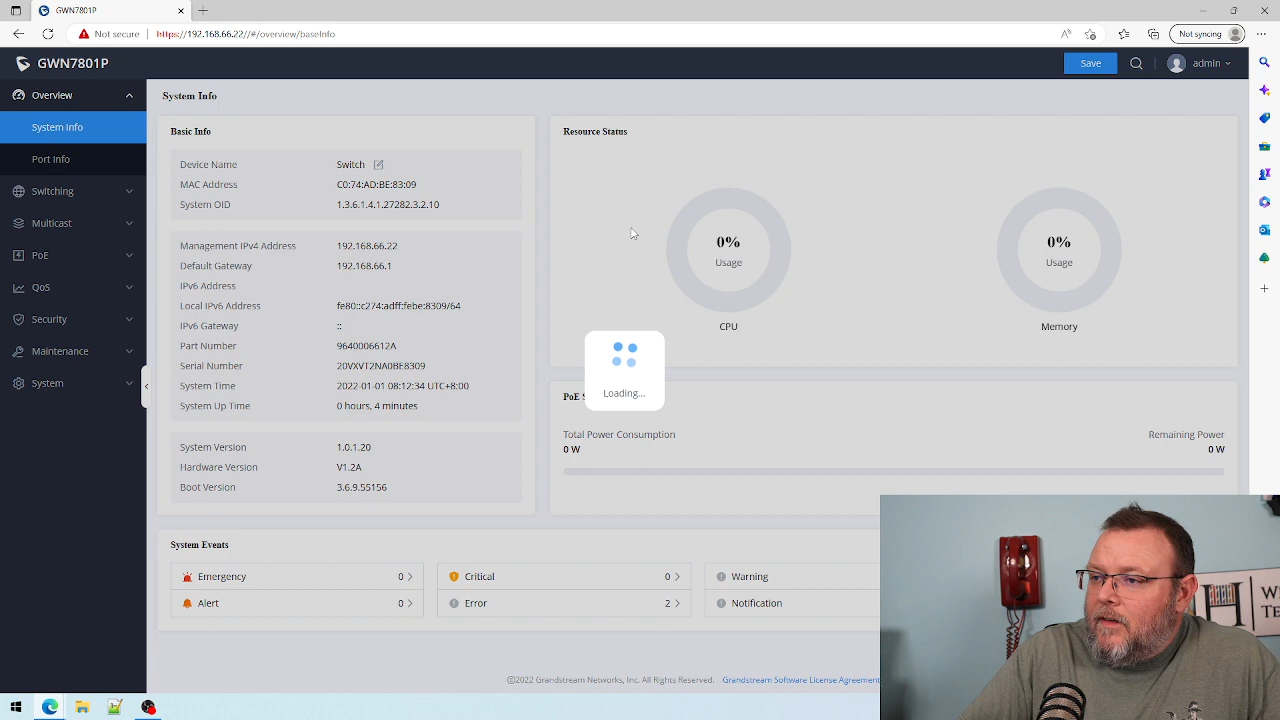 GWN7801P
Not secure
https://192.168.66.22//#/overview/baseInfo
Not syncing
GWN7801P
Save
admin
Overview
System Info
Port Info
Switching
Multicast
PoE
QoS
Security
Maintenance
System
System Info
Basic Info
Device Name Switch
MAC Address C0:74:AD:BE:83:09
System OID 1.3.6.1.4.1.27282.3.2.10
Management IPv4 Address 192.168.66.22
Default Gateway 192.168.66.1
IPv6 Address
Local IPv6 Address fe80::c274:adff:febe:8309/64
IPv6 Gateway ::
Part Number 9640006612A
Serial Number 20VXVT2NA0BE8309
System Time 2022-01-01 08:12:34 UTC+8:00
System Up Time 0 hours, 4 minutes
System Version 1.0.1.20
Hardware Version V1.2A
Boot Version 3.6.9.55156
Resource Status
0%
Usage
CPU
0%
Usage
Memory
Loading...
PoE S
Total Power Consumption
0 W
Remaining Power
0 W
System Events
Emergency 0
Critical 0
Warning
Alert 0
Error 2
Notification
©2022 Grandstream Networks, Inc. All Rights Reserved. Grandstream Software License Agreement
H W
TE